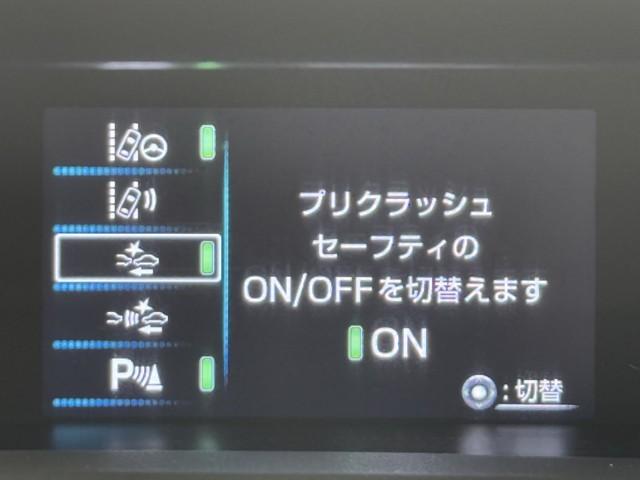 プリクラッシュ
セーフティの
ON/OFFを切替えます
ON
P
:切替